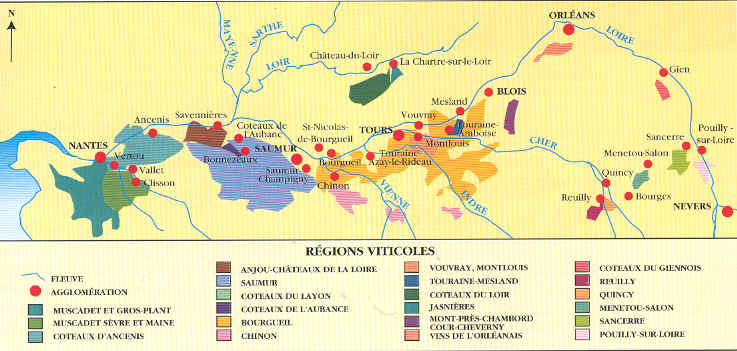 N
ORLÉANS
MAYENNE
SARTHE
LOIRE
Château-du-Loir
La Chartre-sur-le-Loir
LOIR
Gien
BLOIS
Mesland
Ancenis
Savennières
Coteaux de
L'Aubance
St-Nicolas-
de-Bourgueil
Vouvray
TOURS
Touraine-
Amboise
Montlouis
CHER
Sancerre
Pouilly-
sur-Loire
NANTES
Vertou
Vallet
Clisson
Bonnezeaux
SAUMUR
Saumur
Champigny
Bourgueil
Touraine-
Azay-le-Rideau
Chinon
VIENNE
INDRE
Menetou-Salon
Quincy
Reuilly
Bourges
NEVERS
RÉGIONS VITICOLES
FLEUVE
AGGLOMÉRATION
MUSCADET ET GROS-PLANT
MUSCADET SÈVRE ET MAINE
COTEAUX D'ANCENIS
ANJOU-CHÂTEAUX DE LA LOIRE
SAUMUR
COTEAUX DU LAYON
COTEAUX DE L'AUBANCE
BOURGUEIL
CHINON
VOUVRAY, MONTLOUIS
TOURAINE-MESLAND
COTEAUX DU LOIR
JASNIÈRES
MONT-PRÈS-CHAMBORD
COUR-CHEVERNY
VINS DE L'ORLÉANAIS
COTEAUX DU GIENNOIS
REUILLY
QUINCY
MENETOU-SALON
SANCERRE
POUILLY-SUR-LOIRE